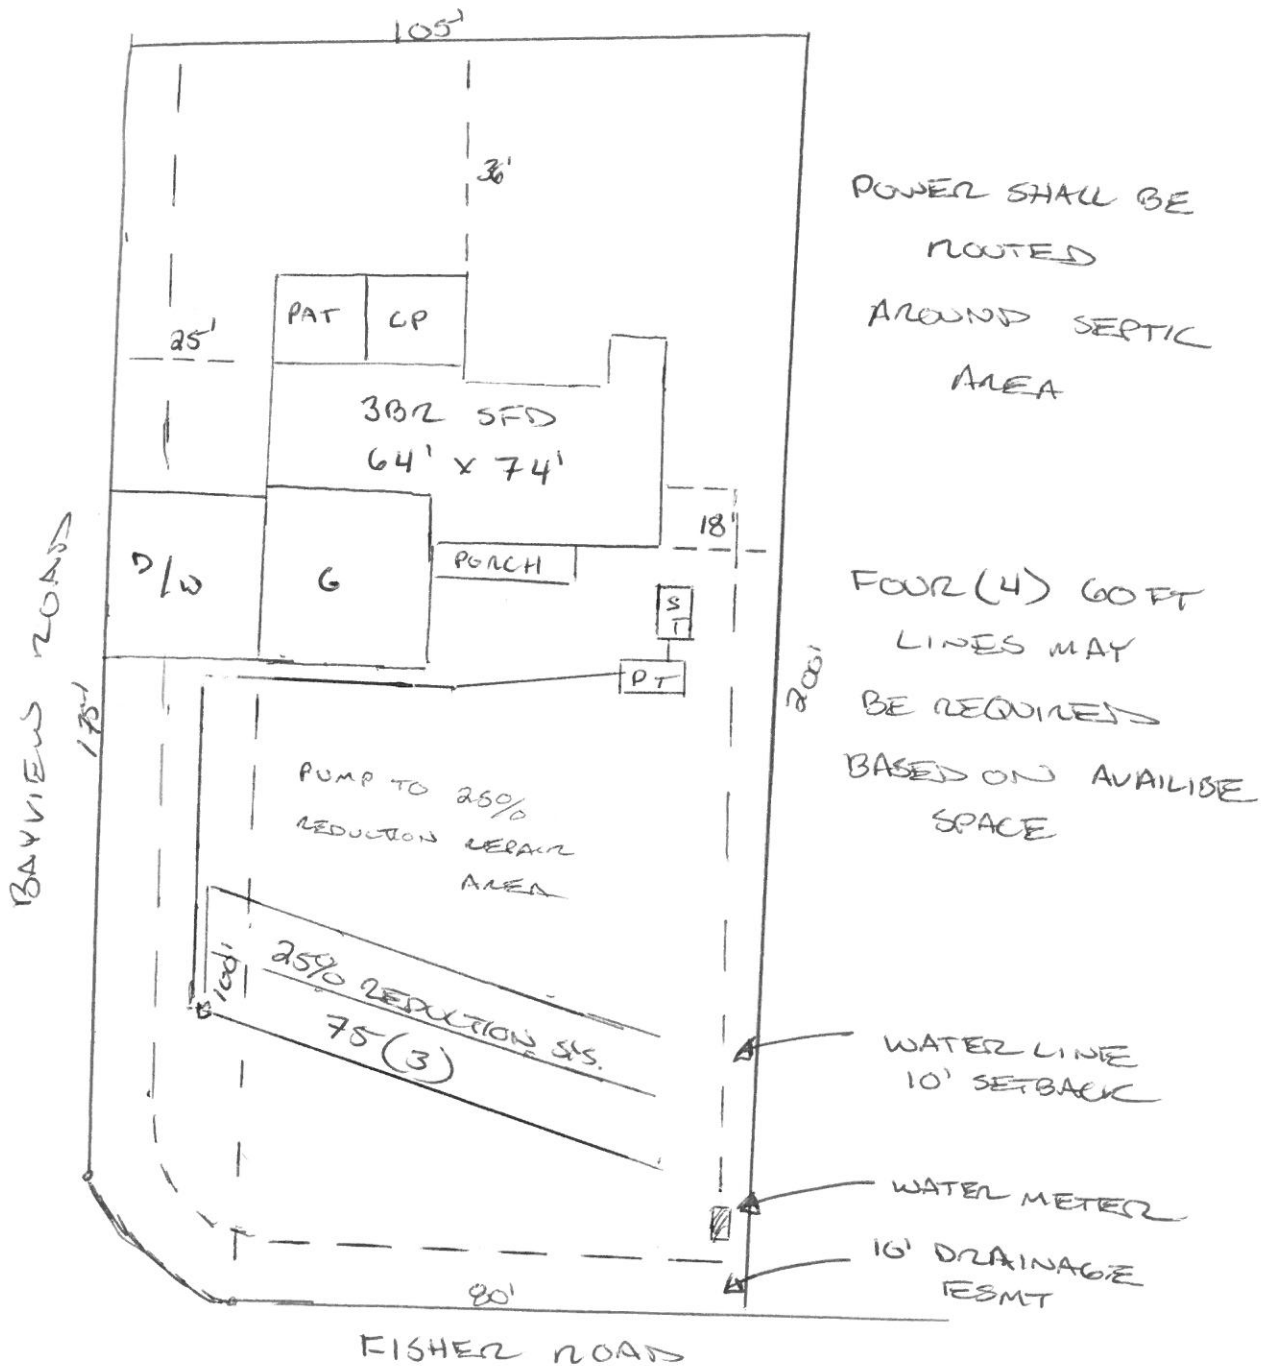 105'
36'
POWER SHALL BE
ROUTED
AROUND SEPTIC
AREA
PAT
CP
25'
3BR SFD
64' x 74'
18'
D/W
G
PORCH
ST
PT
BAYVIEW ROAD
175'
200'
FOUR (4) 60 FT
LINES MAY
BE REQUIRED
BASED ON AVAILIBE
SPACE
PUMP TO 25%
REDUCTION REPAIR
AREA
100'
25% REDUCTION SYS.
75 (3)
WATER LINE
10' SETBACK
WATER METER
10' DRAINAGE
ESMT
80'
FISHER ROAD